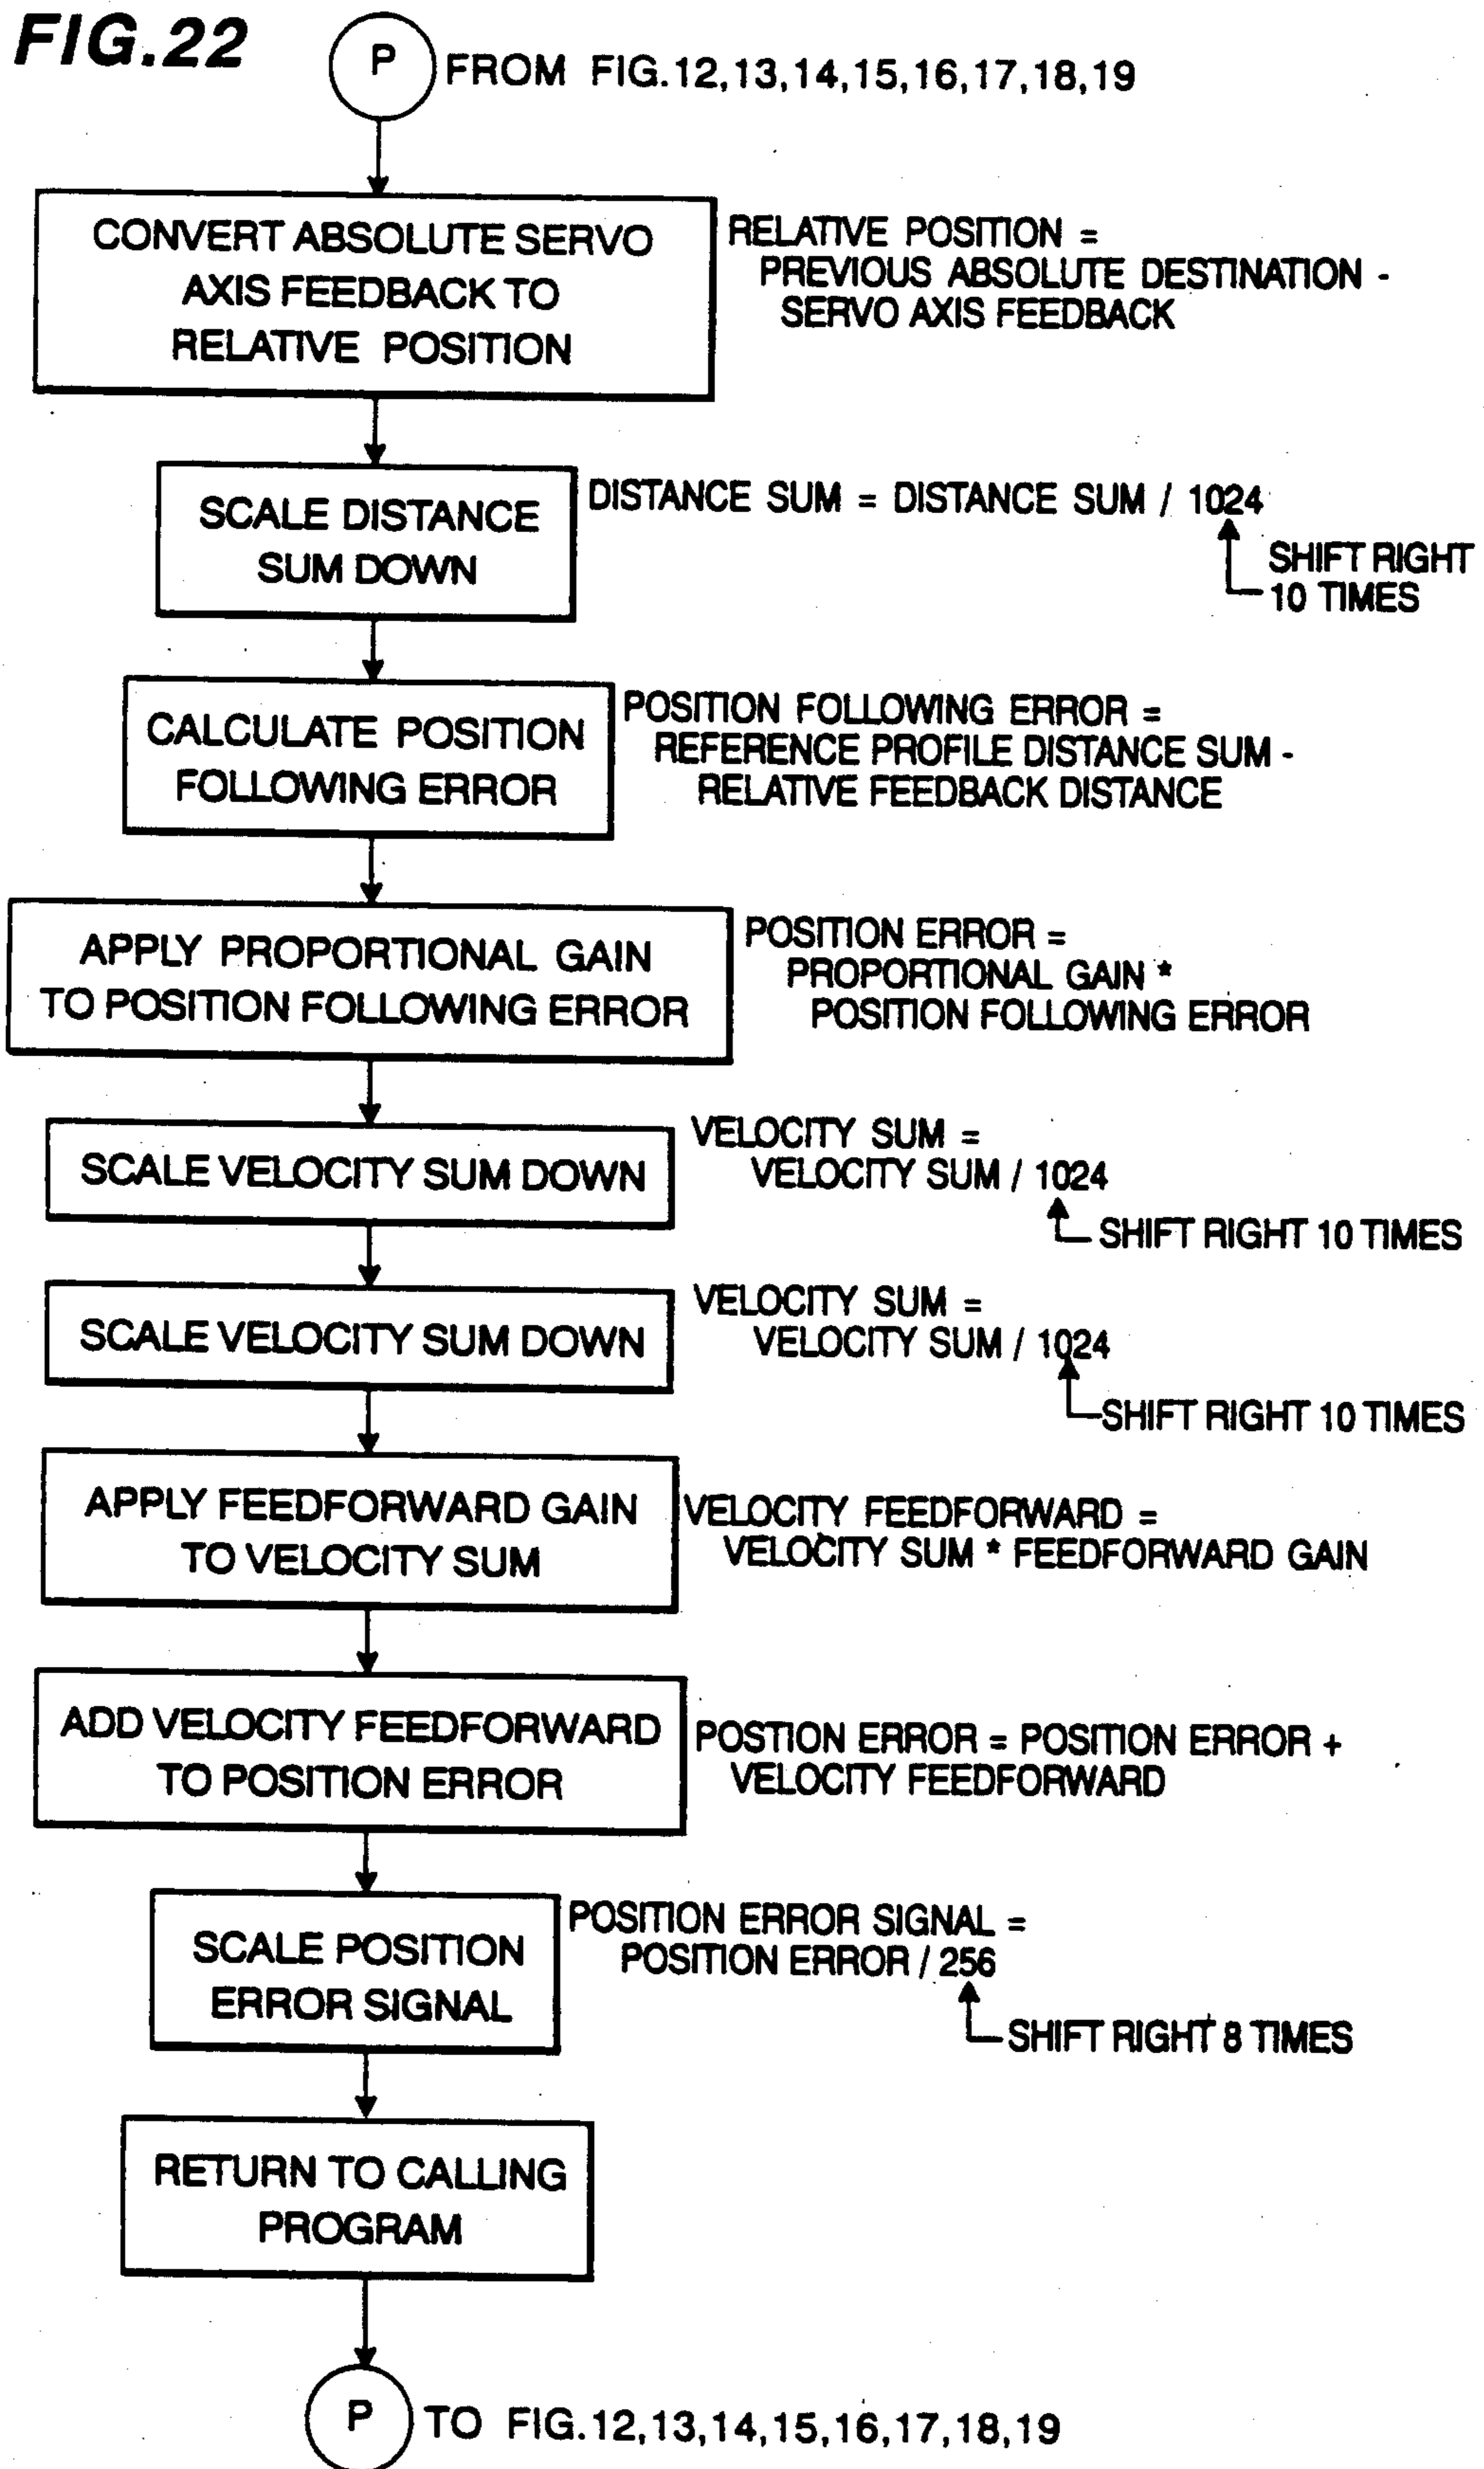 FIG.22
P
FROM FIG.12,13,14,15,16,17,18,19
CONVERT ABSOLUTE SERVO
AXIS FEEDBACK TO
RELATIVE POSITION
RELATIVE POSITION =
PREVIOUS ABSOLUTE DESTINATION -
SERVO AXIS FEEDBACK
SCALE DISTANCE
SUM DOWN
DISTANCE SUM = DISTANCE SUM / 1024
SHIFT RIGHT
10 TIMES
CALCULATE POSITION
FOLLOWING ERROR
POSITION FOLLOWING ERROR =
REFERENCE PROFILE DISTANCE SUM -
RELATIVE FEEDBACK DISTANCE
APPLY PROPORTIONAL GAIN
TO POSITION FOLLOWING ERROR
POSITION ERROR =
PROPORTIONAL GAIN *
POSITION FOLLOWING ERROR
SCALE VELOCITY SUM DOWN
VELOCITY SUM =
VELOCITY SUM / 1024
SHIFT RIGHT 10 TIMES
SCALE VELOCITY SUM DOWN
VELOCITY SUM =
VELOCITY SUM / 1024
SHIFT RIGHT 10 TIMES
APPLY FEEDFORWARD GAIN
TO VELOCITY SUM
VELOCITY FEEDFORWARD =
VELOCITY SUM * FEEDFORWARD GAIN
ADD VELOCITY FEEDFORWARD
TO POSITION ERROR
POSTION ERROR = POSITION ERROR +
VELOCITY FEEDFORWARD
SCALE POSITION
ERROR SIGNAL
POSITION ERROR SIGNAL =
POSITION ERROR / 256
SHIFT RIGHT 8 TIMES
RETURN TO CALLING
PROGRAM
P
TO FIG.12,13,14,15,16,17,18,19